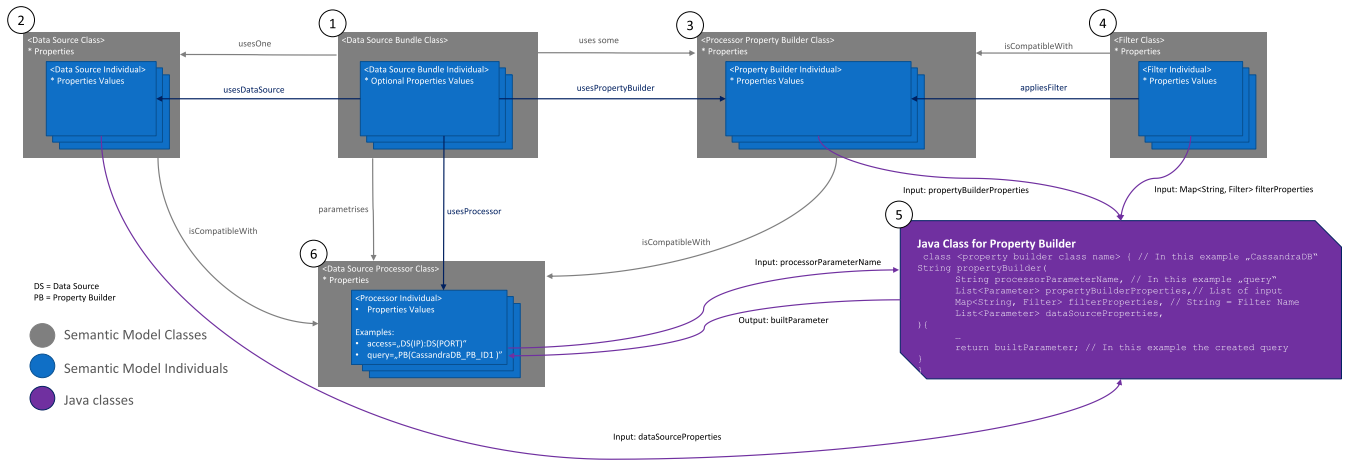 2
<Data Source Class>
* Properties
<Data Source Individual>
* Properties Values
usesOne
usesDataSource
1
<Data Source Bundle Class>
<Data Source Bundle Individual>
* Optional Properties Values
uses some
usesPropertyBuilder
3
<Processor Property Builder Class>
* Properties
<Property Builder Individual>
* Properties Values
isCompatibleWith
appliesFilter
4
<Filter Class>
* Properties
<Filter Individual>
* Properties Values
isCompatibleWith
parametrises
usesProcessor
isCompatibleWith
Input: propertyBuilderProperties
Input: Map<String, Filter> filterProperties
6
<Data Source Processor Class>
* Properties
<Processor Individual>
• Properties Values
Examples:
• access=„DS(IP):DS(PORT)”
• query=„PB(CassandraDB_PB_ID1 )”
Input: processorParameterName
Output: builtParameter
5
Java Class for Property Builder
class <property builder class name> { // In this example „CassandraDB“
String propertyBuilder(
String processorParameterName, // In this example „query“
List<Parameter> propertyBuilderProperties,// List of input
Map<String, Filter> filterProperties, // String = Filter Name
List<Parameter> dataSourceProperties,
){
…
return builtParameter; // In this example the created query
}
}
DS = Data Source
PB = Property Builder
Semantic Model Classes
Semantic Model Individuals
Java classes
Input: dataSourceProperties